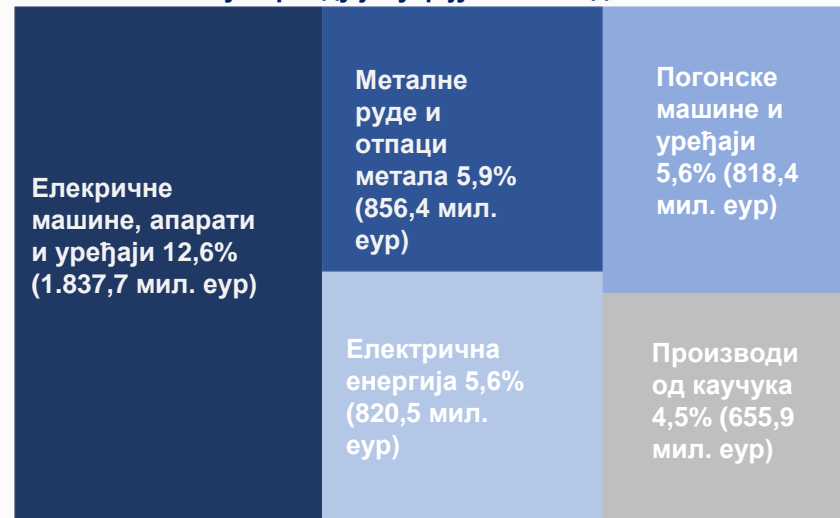 Елекричне
машине, апарати
и уређаји 12,6%
(1.837,7 мил. еур)
Металне
руде и
отпаци
метала 5,9%
(856,4 мил.
еур)
Електрична
енергија 5,6%
(820,5 мил.
еур)
Погонске
машине и
уређаји
5,6% (818,4
мил. еур)
Производи
од каучука
4,5% (655,9
мил. еур)